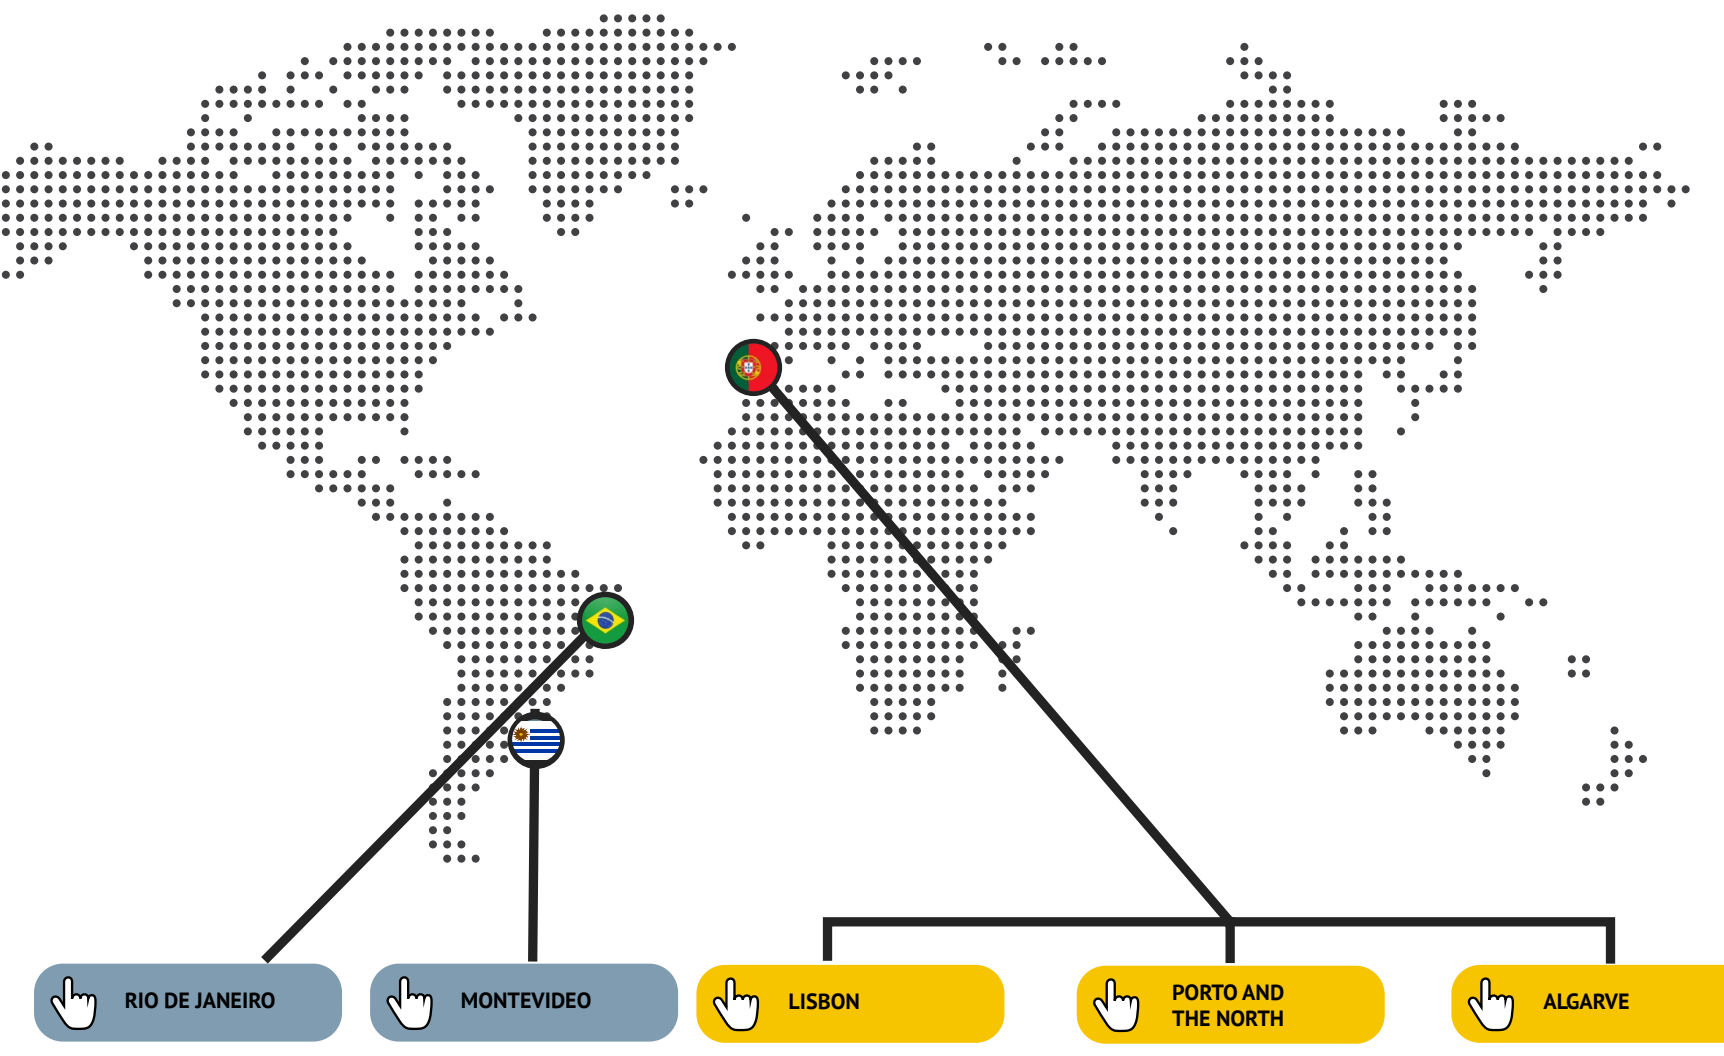 RIO DE JANEIRO
MONTEVIDEO
LISBON
PORTO AND
THE NORTH
ALGARVE